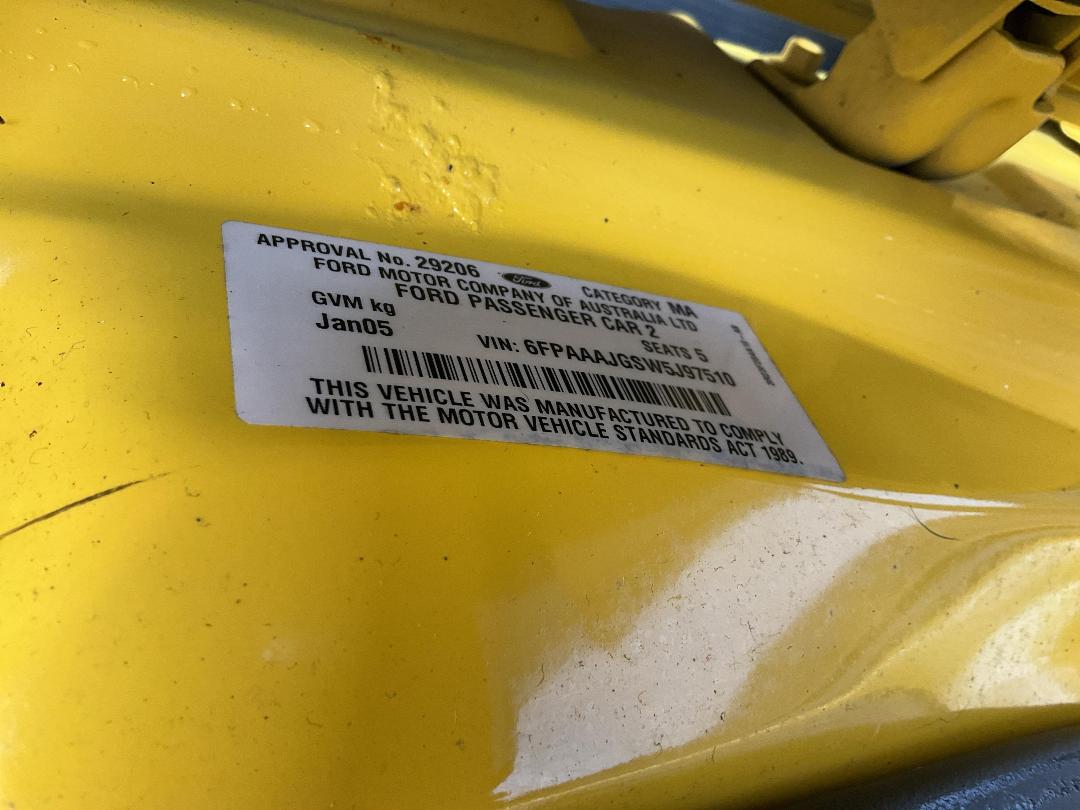 APPROVAL No. 29206 Ford CATEGORY MA
FORD MOTOR COMPANY OF AUSTRALIA LTD
FORD PASSENGER CAR 2
GVM kg SEATS 5
Jan05 VIN: 6FPAAAJGSW5J97510
THIS VEHICLE WAS MANUFACTURED TO COMPLY
WITH THE MOTOR VEHICLE STANDARDS ACT 1989.